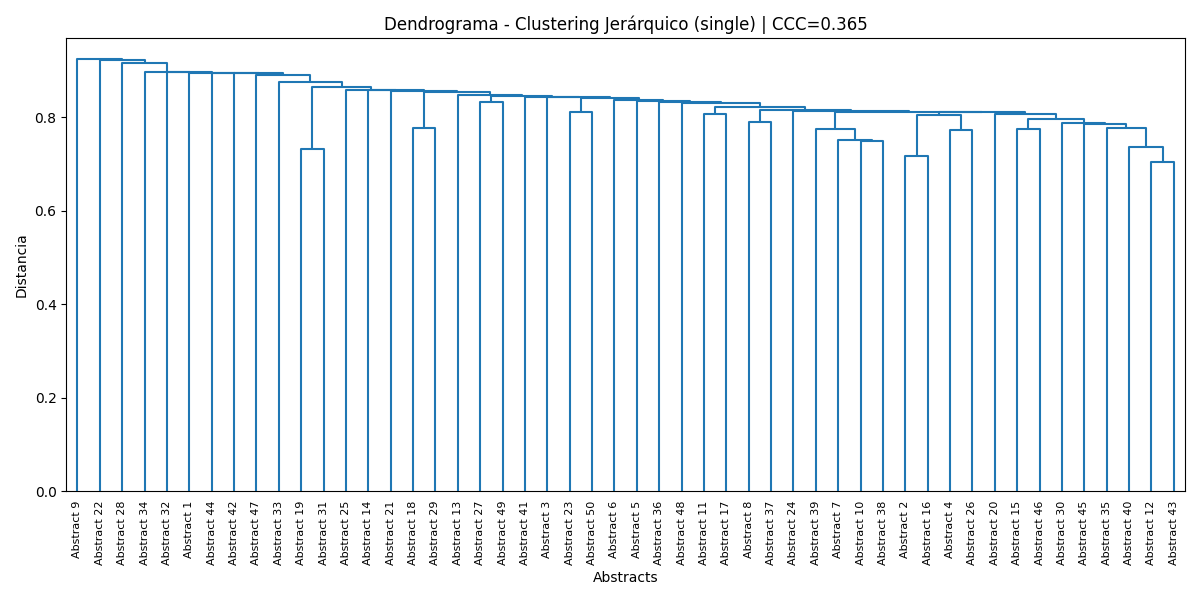 Dendrograma - Clustering Jerárquico (single) | CCC=0.365
Distancia
0.8
0.6
0.4
0.2
0.0
Abstract 9
Abstract 22
Abstract 28
Abstract 34
Abstract 32
Abstract 1
Abstract 44
Abstract 42
Abstract 47
Abstract 33
Abstract 19
Abstract 31
Abstract 25
Abstract 14
Abstract 21
Abstract 18
Abstract 29
Abstract 13
Abstract 27
Abstract 49
Abstract 41
Abstract 3
Abstract 23
Abstract 50
Abstract 6
Abstract 5
Abstract 36
Abstract 48
Abstract 11
Abstract 17
Abstract 8
Abstract 37
Abstract 24
Abstract 39
Abstract 7
Abstract 10
Abstract 38
Abstract 2
Abstract 16
Abstract 4
Abstract 26
Abstract 20
Abstract 15
Abstract 46
Abstract 30
Abstract 45
Abstract 35
Abstract 40
Abstract 12
Abstract 43
Abstracts